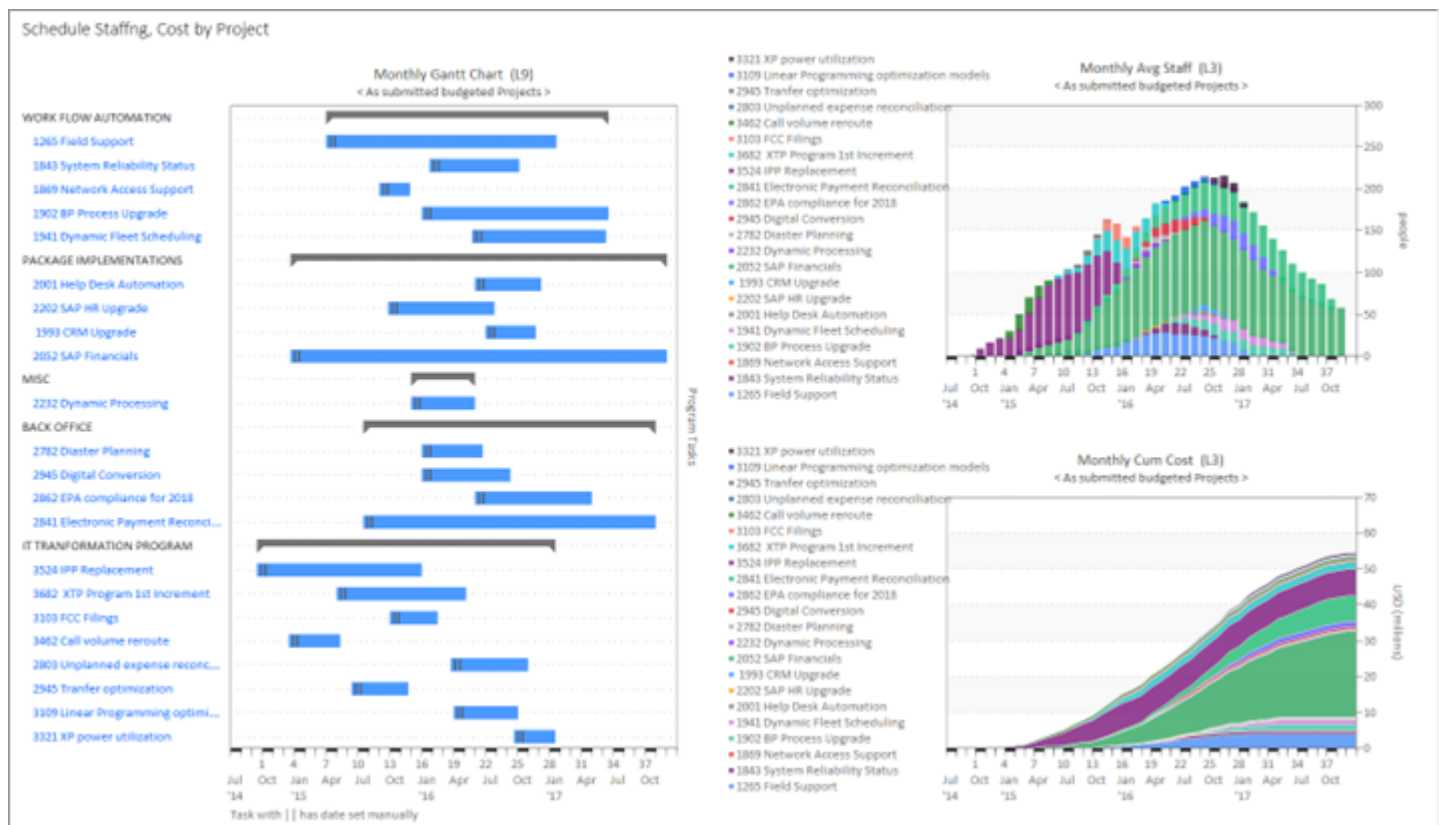 Schedule Staffng, Cost by Project
Monthly Gantt Chart (L9)
< As submitted budgeted Projects >
WORK FLOW AUTOMATION
1265 Field Support
1843 System Reliability Status
1869 Network Access Support
1902 BP Process Upgrade
1941 Dynamic Fleet Scheduling
PACKAGE IMPLEMENTATIONS
2001 Help Desk Automation
2202 SAP HR Upgrade
1993 CRM Upgrade
2052 SAP Financials
MISC
2232 Dynamic Processing
BACK OFFICE
2782 Diaster Planning
2945 Digital Conversion
2862 EPA compliance for 2018
2841 Electronic Payment Reconci...
IT TRANFORMATION PROGRAM
3524 IPP Replacement
3682 XTP Program 1st Increment
3103 FCC Filings
3462 Call volume reroute
2803 Unplanned expense reconc...
2945 Tranfer optimization
3109 Linear Programming optimi...
3321 XP power utilization
1 4 7 10 13 16 19 22 25 28 31 34 37
Jul Oct Jan Apr Jul Oct Jan Apr Jul Oct Jan Apr Jul Oct
'14 '15 '16 '17
Task with || has date set manually
Program Tasks
3321 XP power utilization
3109 Linear Programming optimization models
2945 Tranfer optimization
2803 Unplanned expense reconciliation
3462 Call volume reroute
3103 FCC Filings
3682 XTP Program 1st Increment
3524 IPP Replacement
2841 Electronic Payment Reconciliation
2862 EPA compliance for 2018
2945 Digital Conversion
2782 Diaster Planning
2232 Dynamic Processing
2052 SAP Financials
1993 CRM Upgrade
2202 SAP HR Upgrade
2001 Help Desk Automation
1941 Dynamic Fleet Scheduling
1902 BP Process Upgrade
1869 Network Access Support
1843 System Reliability Status
1265 Field Support
Monthly Avg Staff (L3)
< As submitted budgeted Projects >
300
250
200
150
100
50
0
people
1 4 7 10 13 16 19 22 25 28 31 34 37
Jul Oct Jan Apr Jul Oct Jan Apr Jul Oct Jan Apr Jul Oct
'14 '15 '16 '17
3321 XP power utilization
3109 Linear Programming optimization models
2945 Tranfer optimization
2803 Unplanned expense reconciliation
3462 Call volume reroute
3103 FCC Filings
3682 XTP Program 1st Increment
3524 IPP Replacement
2841 Electronic Payment Reconciliation
2862 EPA compliance for 2018
2945 Digital Conversion
2782 Diaster Planning
2232 Dynamic Processing
2052 SAP Financials
1993 CRM Upgrade
2202 SAP HR Upgrade
2001 Help Desk Automation
1941 Dynamic Fleet Scheduling
1902 BP Process Upgrade
1869 Network Access Support
1843 System Reliability Status
1265 Field Support
Monthly Cum Cost (L3)
< As submitted budgeted Projects >
70
60
50
40
30
20
10
0
USD (millions)
1 4 7 10 13 16 19 22 25 28 31 34 37
Jul Oct Jan Apr Jul Oct Jan Apr Jul Oct Jan Apr Jul Oct
'14 '15 '16 '17